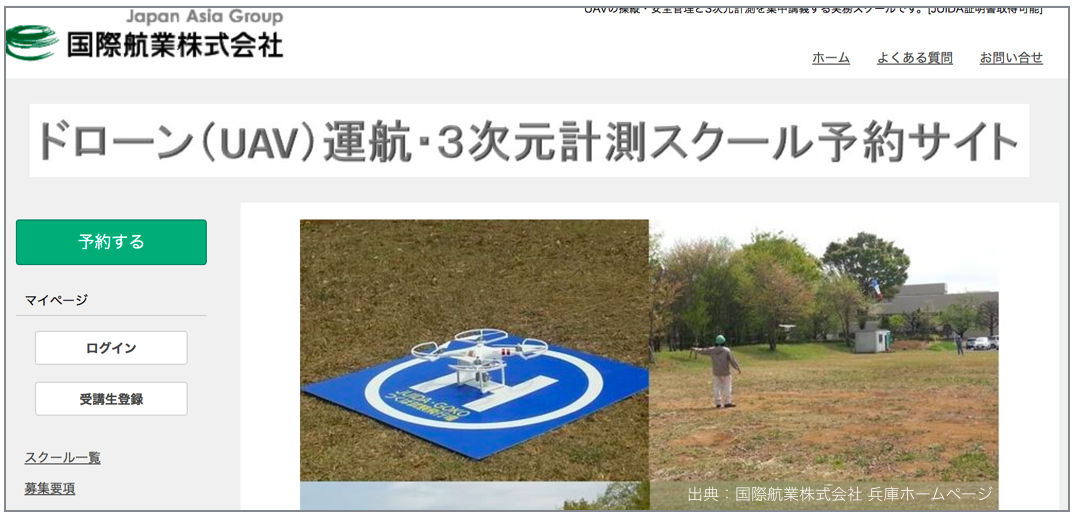 Japan Asia Group
国際航業株式会社
UAVの操縦・安全管理と3次元計測を集中講義する実務スクールです。[JUIDA証明書取得可能]
ホーム よくある質問 お問い合せ
ドローン(UAV)運航・3次元計測スクール予約サイト
予約する
マイページ
ログイン
受講生登録
スクール一覧
募集要項
JUIDA・GOKO
出典：国際航業株式会社 兵庫ホームページ